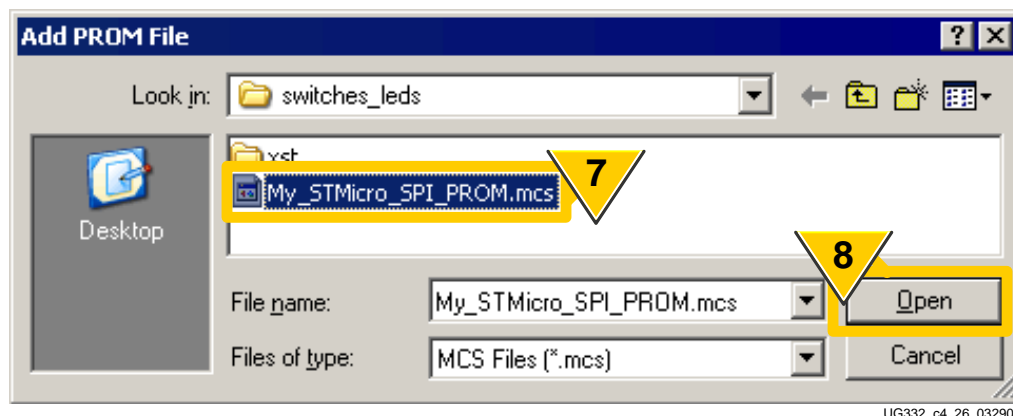 Add PROM File
Look in: switches_leds
xst
My_STMicro_SPI_PROM.mcs
7
Desktop
8
File name: My_STMicro_SPI_PROM.mcs Open
Files of type: MCS Files (*.mcs) Cancel
UG332_c4_26_03290